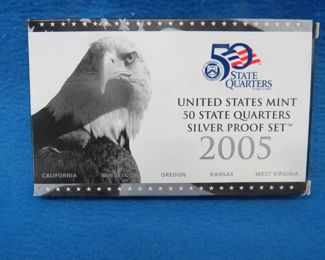 50
STATE
QUARTERS
UNITED STATES MINT
50 STATE QUARTERS
SILVER PROOF SET™
2005
CALIFORNIA MINNESOTA OREGON KANSAS WEST VIRGINIA